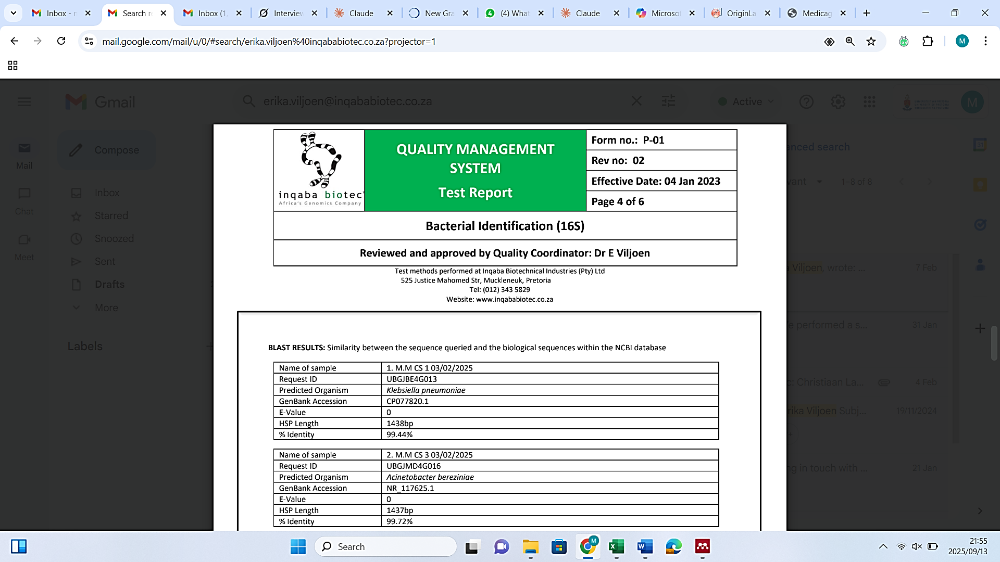 Inbox - n
Search re
Inbox (1,
Interview
Claude
New Gra
(4) What
Claude
Microsof
OriginLa
Medicag
mail.google.com/mail/u/0/#search/erika.viljoen%40inqababiotec.co.za?projector=1
M
Gmail
erika.viljoen@inqababiotec.co.za
Active
M
Compose
Mail
Chat
Meet
Inbox
Starred
Snoozed
Sent
Drafts
More
Labels
anced search
vant
1–8 of 8
a Viljoen, wrote: ...
7 Feb
e performed a s...
31 Jan
c: Christiaan La...
4 Feb
rika Viljoen Subj...
19/11/2024
ng in touch with ...
21 Jan
inqaba biotec
Africa's Genomics Company
QUALITY MANAGEMENT
SYSTEM
Test Report
Form no.: P-01
Rev no: 02
Effective Date: 04 Jan 2023
Page 4 of 6
Bacterial Identification (16S)
Reviewed and approved by Quality Coordinator: Dr E Viljoen
Test methods performed at Inqaba Biotechnical Industries (Pty) Ltd
525 Justice Mahomed Str, Muckleneuk, Pretoria
Tel: (012) 343 5829
Website: www.inqababiotec.co.za
BLAST RESULTS: Similarity between the sequence queried and the biological sequences within the NCBI database
Name of sample 1. M.M CS 1 03/02/2025
Request ID UBGJBE4G013
Predicted Organism Klebsiella pneumoniae
GenBank Accession CP077820.1
E-Value 0
HSP Length 1438bp
% Identity 99.44%
Name of sample 2. M.M CS 3 03/02/2025
Request ID UBGJMD4G016
Predicted Organism Acinetobacter bereziniae
GenBank Accession NR_117625.1
E-Value 0
HSP Length 1437bp
% Identity 99.72%
Search
21:55
2025/09/13